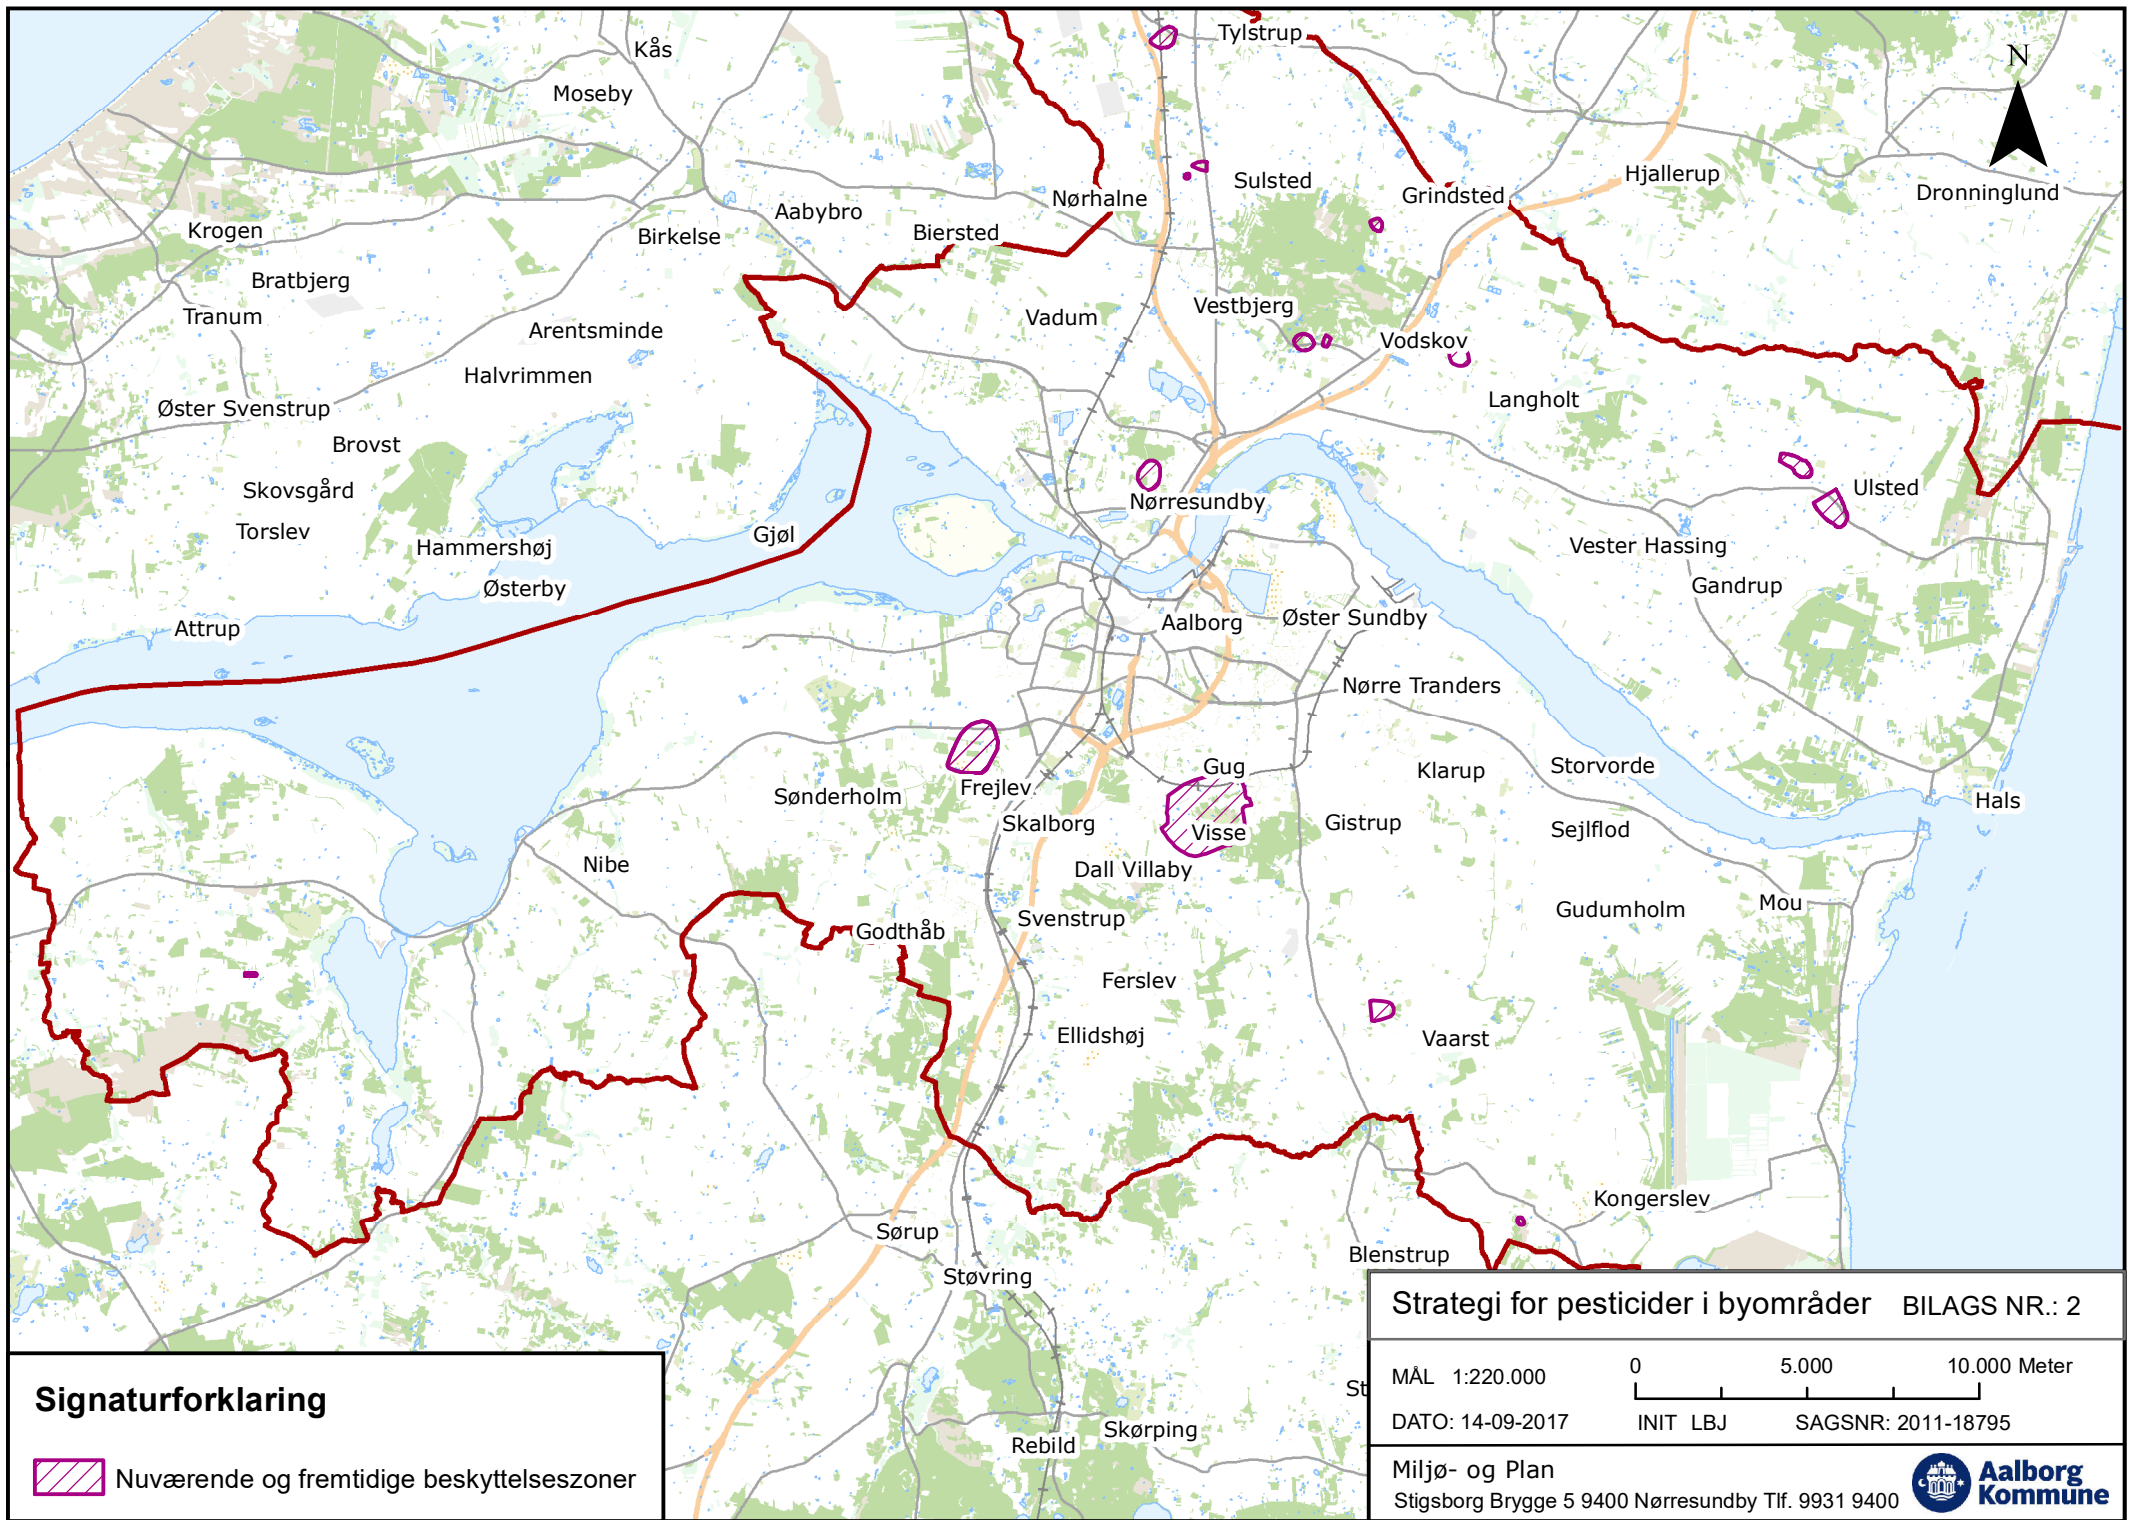 Kås
Tylstrup
N
Moseby
Hjallerup
Sulsted
Grindsted
Dronninglund
Nørhalne
Aabybro
Krogen
Birkelse
Biersted
Bratbjerg
Vestbjerg
Tranum
Vadum
Arentsminde
Vodskov
Halvrimmen
Langholt
Øster Svenstrup
Brovst
Skovsgård
Ulsted
Nørresundby
Torslev
Gjøl
Hammershøj
Vester Hassing
Østerby
Gandrup
Attrup
Aalborg
Øster Sundby
Nørre Tranders
Gug
Storvorde
Klarup
Frejlev
Sønderholm
Hals
Skalborg
Gistrup
Visse
Sejlflod
Nibe
Dall Villaby
Mou
Gudumholm
Svenstrup
Godthåb
Ferslev
Ellidshøj
Vaarst
Kongerslev
Sørup
Blenstrup
Støvring
St
Skørping
Rebild
Strategi for pesticider i byområder BILAGS NR.: 2
0 5.000 10.000 Meter
MÅL 1:220.000
DATO: 14-09-2017 INIT LBJ SAGSNR: 2011-18795
Miljø- og Plan
Stigsborg Brygge 5 9400 Nørresundby Tlf. 9931 9400
Aalborg
Kommune
Signaturforklaring
Nuværende og fremtidige beskyttelseszoner